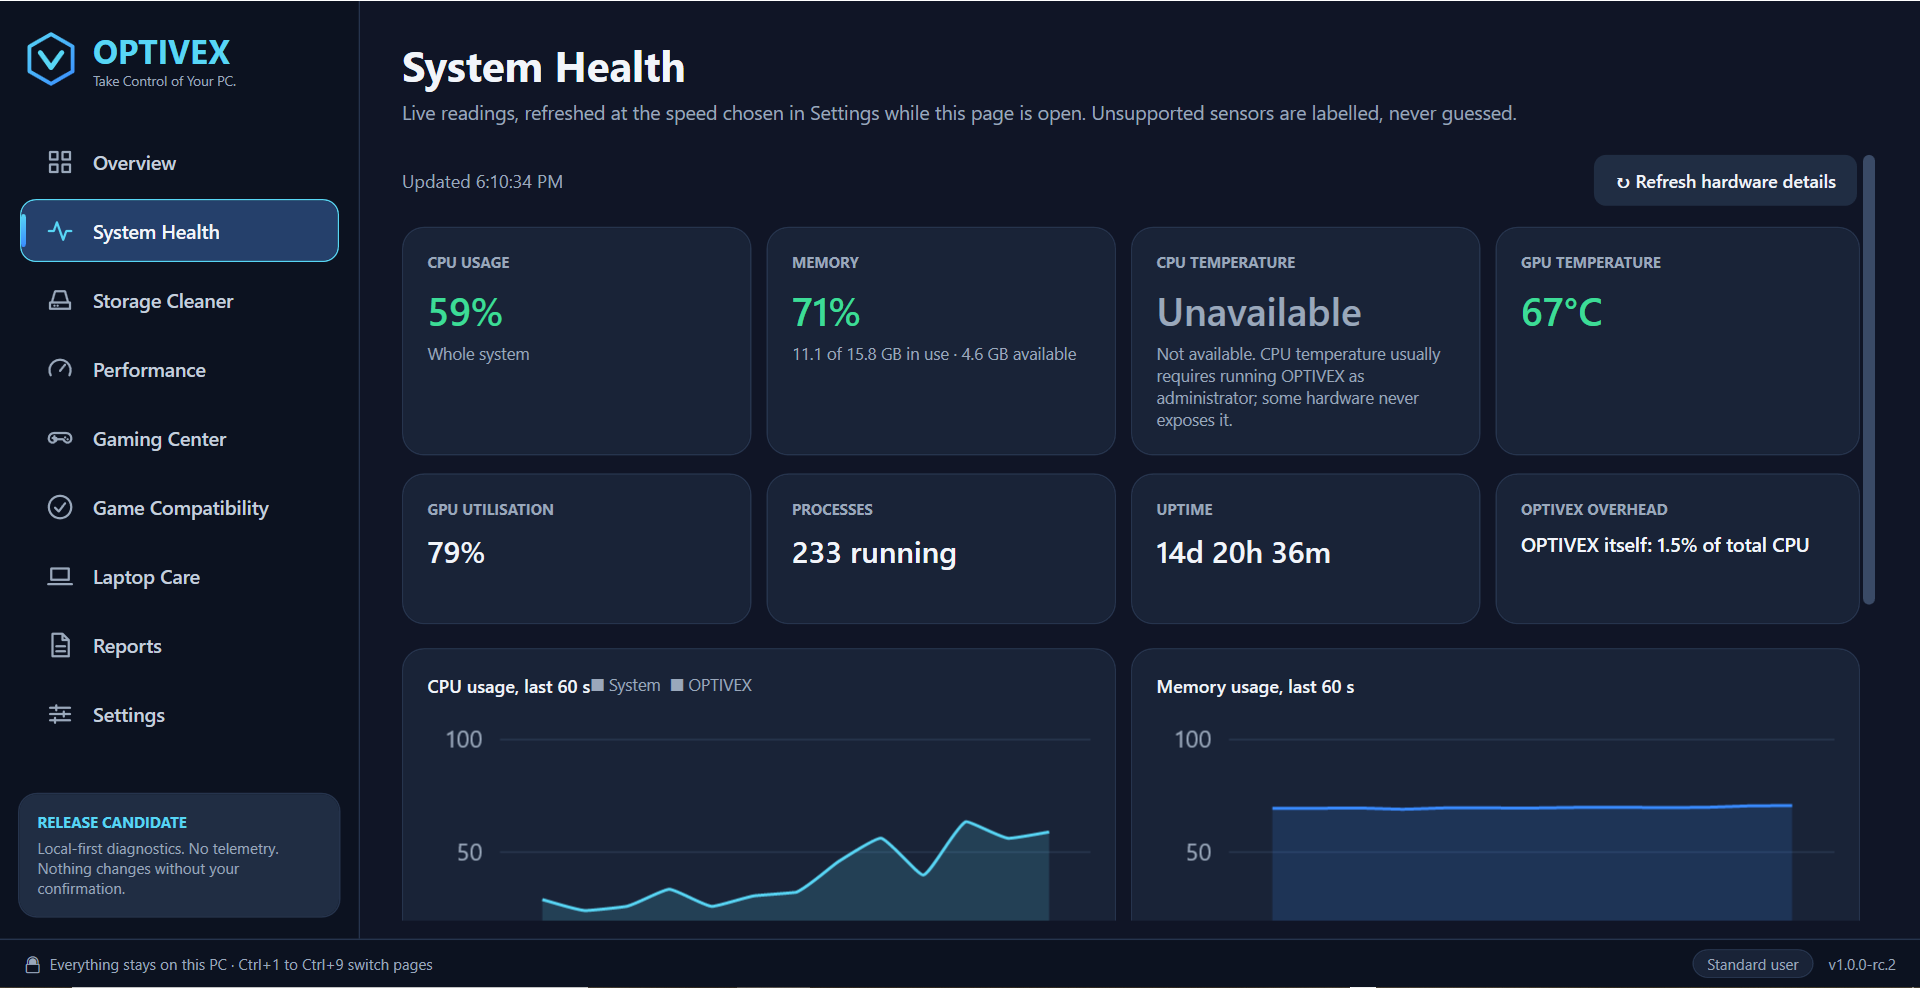 OPTIVEX
Take Control of Your PC.
Overview
System Health
Storage Cleaner
Performance
Gaming Center
Game Compatibility
Laptop Care
Reports
Settings
RELEASE CANDIDATE
Local-first diagnostics. No telemetry.
Nothing changes without your
confirmation.
System Health
Live readings, refreshed at the speed chosen in Settings while this page is open. Unsupported sensors are labelled, never guessed.
Updated 6:10:34 PM
↻ Refresh hardware details
CPU USAGE
59%
Whole system
MEMORY
71%
11.1 of 15.8 GB in use · 4.6 GB available
CPU TEMPERATURE
Unavailable
Not available. CPU temperature usually
requires running OPTIVEX as
administrator; some hardware never
exposes it.
GPU TEMPERATURE
67°C
GPU UTILISATION
79%
PROCESSES
233 running
UPTIME
14d 20h 36m
OPTIVEX OVERHEAD
OPTIVEX itself: 1.5% of total CPU
CPU usage, last 60 s System OPTIVEX
100
50
Memory usage, last 60 s
100
50
Everything stays on this PC · Ctrl+1 to Ctrl+9 switch pages
Standard user
v1.0.0-rc.2